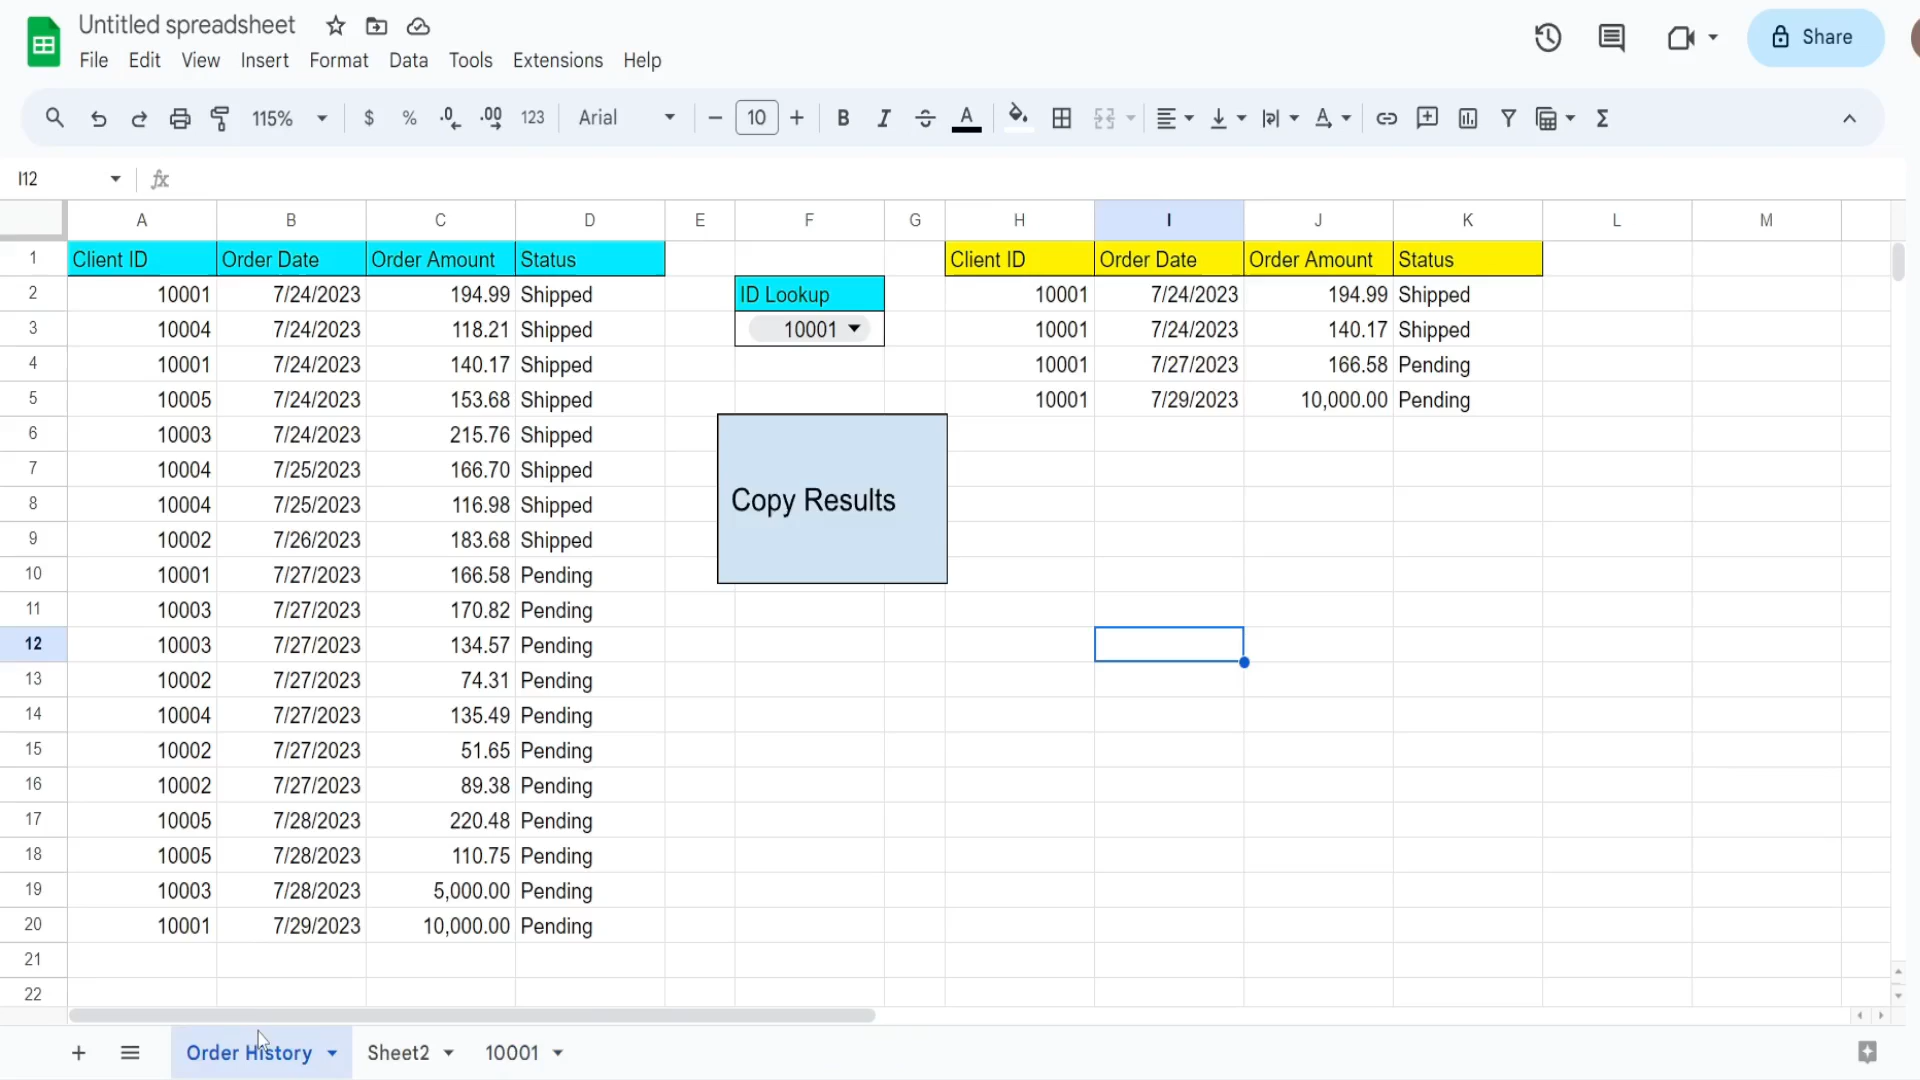 Untitled spreadsheet
File Edit View Insert Format Data Tools Extensions Help
Share
115% $ % .0 .00 123 Arial 10 B I A
I12 fx
A B C D E F G H I J K L M
1 Client ID Order Date Order Amount Status Client ID Order Date Order Amount Status
2 10001 7/24/2023 194.99 Shipped ID Lookup 10001 7/24/2023 194.99 Shipped
3 10004 7/24/2023 118.21 Shipped 10001 10001 7/24/2023 140.17 Shipped
4 10001 7/24/2023 140.17 Shipped 10001 7/27/2023 166.58 Pending
5 10005 7/24/2023 153.68 Shipped 10001 7/29/2023 10,000.00 Pending
6 10003 7/24/2023 215.76 Shipped
7 10004 7/25/2023 166.70 Shipped
Copy Results
8 10004 7/25/2023 116.98 Shipped
9 10002 7/26/2023 183.68 Shipped
10 10001 7/27/2023 166.58 Pending
11 10003 7/27/2023 170.82 Pending
12 10003 7/27/2023 134.57 Pending
13 10002 7/27/2023 74.31 Pending
14 10004 7/27/2023 135.49 Pending
15 10002 7/27/2023 51.65 Pending
16 10002 7/27/2023 89.38 Pending
17 10005 7/28/2023 220.48 Pending
18 10005 7/28/2023 110.75 Pending
19 10003 7/28/2023 5,000.00 Pending
20 10001 7/29/2023 10,000.00 Pending
21
22
Order History Sheet2 10001